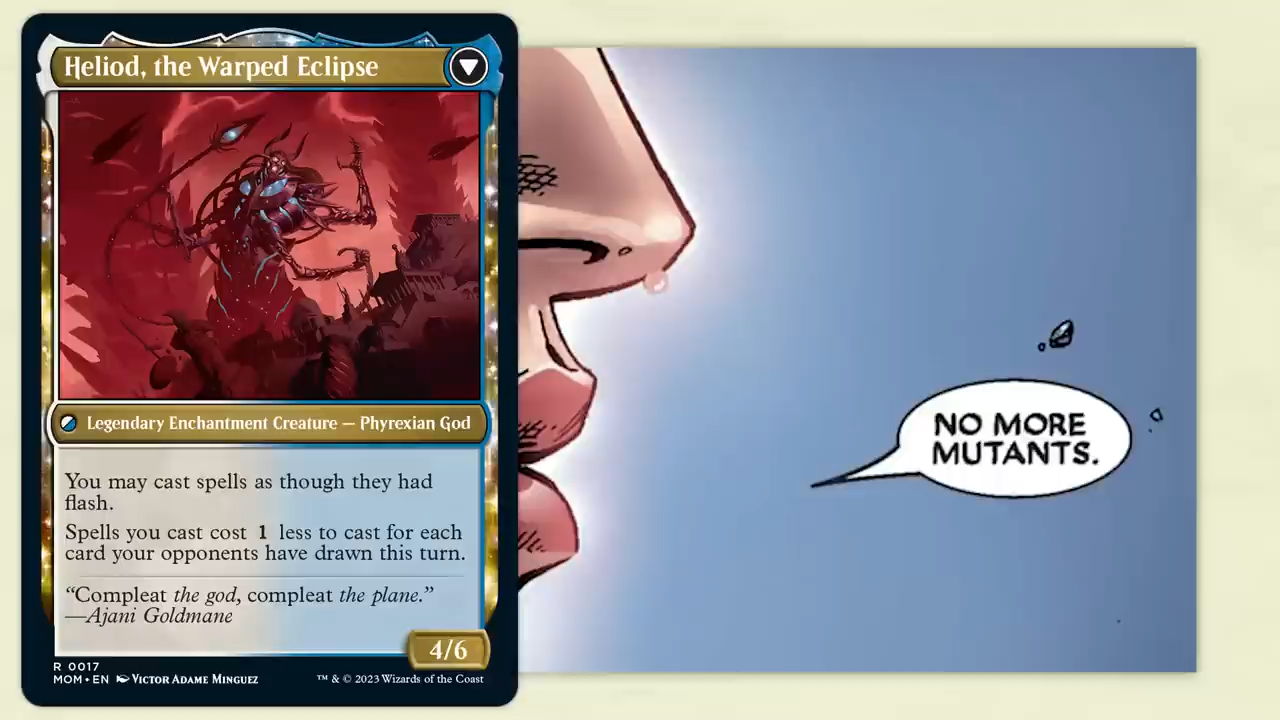 Heliod, the Warped Eclipse
Legendary Enchantment Creature — Phyrexian God
You may cast spells as though they had
flash.
Spells you cast cost 1 less to cast for each
card your opponents have drawn this turn.
“Compleat the god, compleat the plane.”
—Ajani Goldmane
4/6
R 0017
MOM • EN VICTOR ADAME MINGUEZ
™ & © 2023 Wizards of the Coast
NO MORE
MUTANTS.